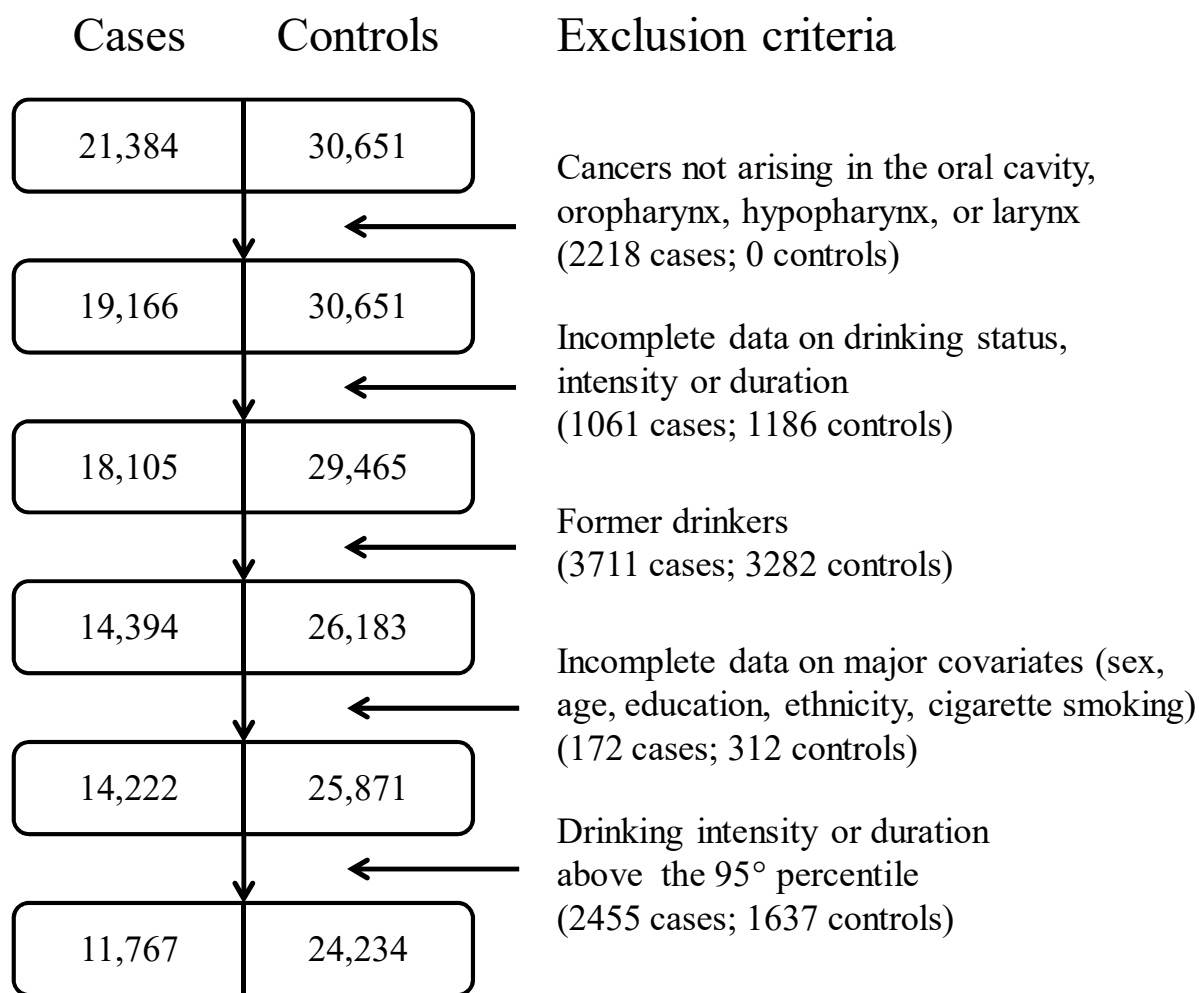 Cases Controls Exclusion criteria
21,384 30,651
Cancers not arising in the oral cavity,
oropharynx, hypopharynx, or larynx
(2218 cases; 0 controls)
19,166 30,651
Incomplete data on drinking status,
intensity or duration
(1061 cases; 1186 controls)
18,105 29,465
Former drinkers
(3711 cases; 3282 controls)
14,394 26,183
Incomplete data on major covariates (sex,
age, education, ethnicity, cigarette smoking)
(172 cases; 312 controls)
14,222 25,871
Drinking intensity or duration
above the 95° percentile
(2455 cases; 1637 controls)
11,767 24,234